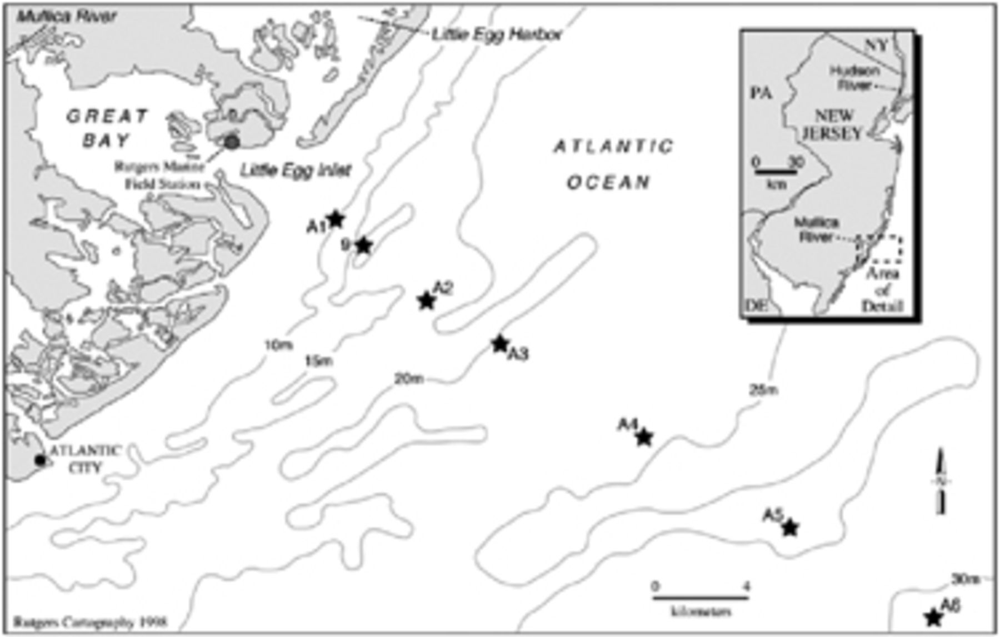 Mullica River
Little Egg Harbor
GREAT
BAY
Rutgers Marine
Field Station
Little Egg Inlet
ATLANTIC
OCEAN
A1
9
A2
A3
A4
A5
A6
10m
15m
20m
25m
30m
ATLANTIC
CITY
NY
Hudson
River
PA
NEW
JERSEY
0 30
km
Mullica
River
Area
of
Detail
DE
N
0 4
kilometers
Rutgers Cartography 1998